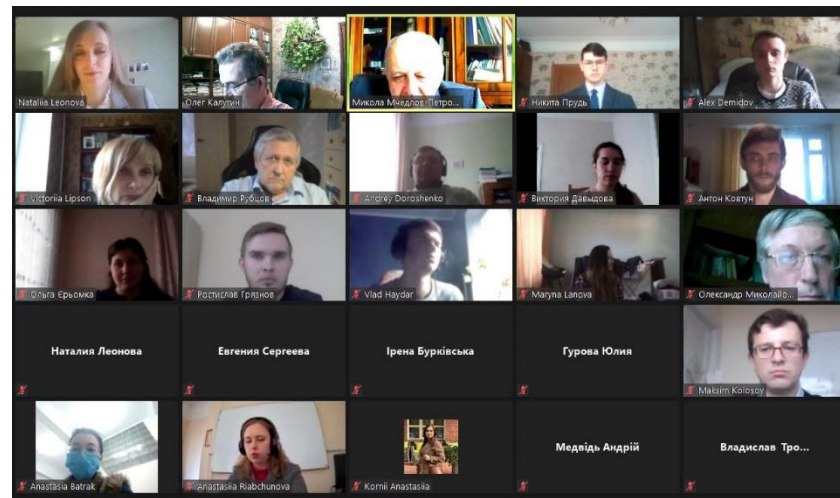 Nataliia Leonova
Олег Калугин
Микола Мчедлов-Петро...
Никита Прудь
Alex Demidov
Victoriia Lipson
Владимир Рубцов
Andrey Doroshenko
Виктория Давыдова
Антон Ковтун
Ольга Єрьомка
Ростислав Грязнов
Vlad Haydar
Maryna Lanova
Олександр Миколайо...
Наталия Леонова
Евгения Сергеева
Ірена Бурківська
Гурова Юлия
Maksim Kolosov
Anastasia Batrak
Anastasiia Riabchunova
Kornii Anastasiia
Медвідь Андрій
Владислав Тро...